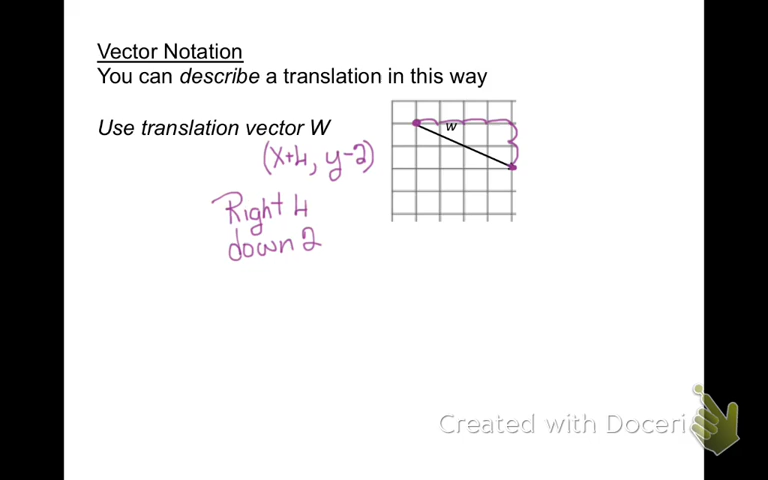 Vector Notation
You can describe a translation in this way
Use translation vector W
w
(x+4, y-2)
Right 4
down 2
Created with Doceri